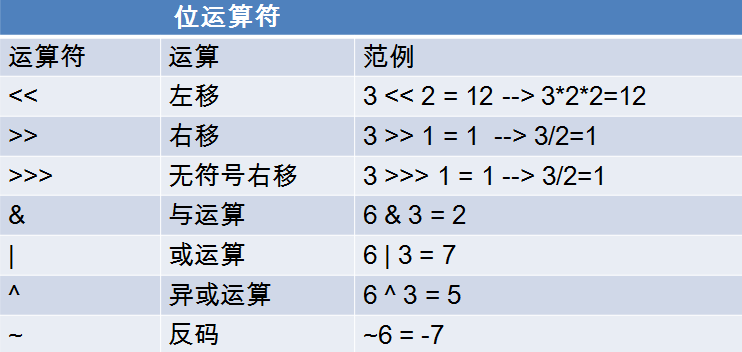 位运算符
运算符 运算 范例
<< 左移 3 << 2 = 12 --> 3*2*2=12
>> 右移 3 >> 1 = 1 --> 3/2=1
>>> 无符号右移 3 >>> 1 = 1 --> 3/2=1
& 与运算 6 & 3 = 2
| 或运算 6 | 3 = 7
^ 异或运算 6 ^ 3 = 5
~ 反码 ~6 = -7